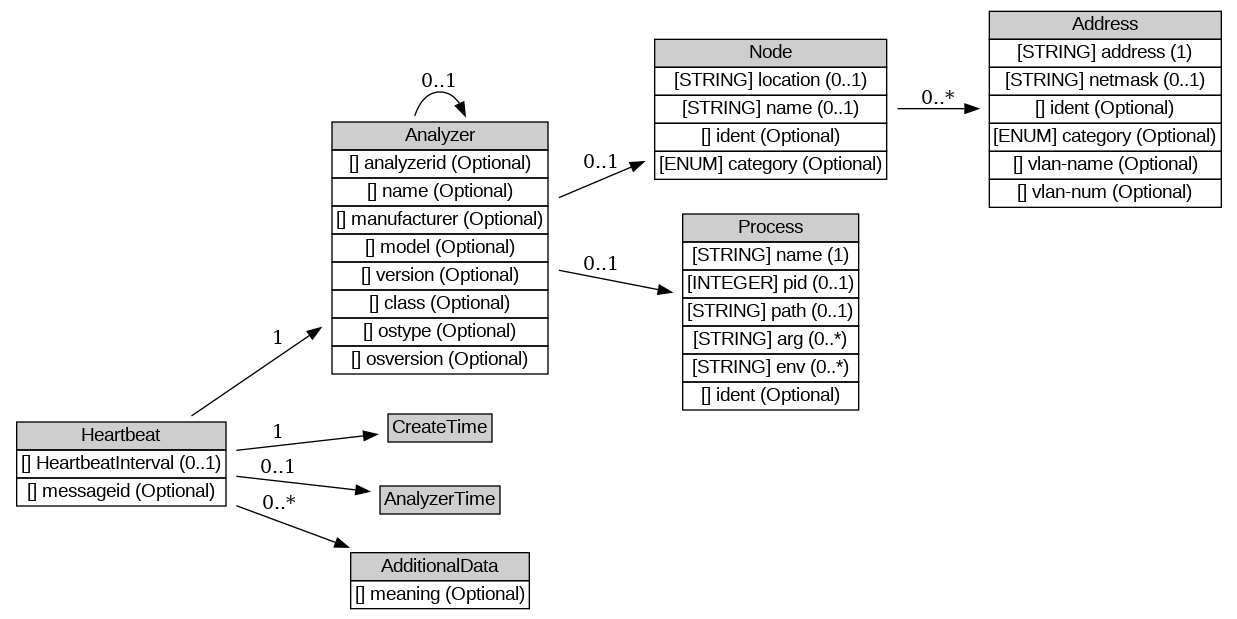 0..1
Analyzer
[] analyzerid (Optional)
[] name (Optional)
[] manufacturer (Optional)
[] model (Optional)
[] version (Optional)
[] class (Optional)
[] ostype (Optional)
[] osversion (Optional)
0..1
Node
[STRING] location (0..1)
[STRING] name (0..1)
[] ident (Optional)
[ENUM] category (Optional)
0..*
Address
[STRING] address (1)
[STRING] netmask (0..1)
[] ident (Optional)
[ENUM] category (Optional)
[] vlan-name (Optional)
[] vlan-num (Optional)
0..1
Process
[STRING] name (1)
[INTEGER] pid (0..1)
[STRING] path (0..1)
[STRING] arg (0..*)
[STRING] env (0..*)
[] ident (Optional)
1
Heartbeat
[] HeartbeatInterval (0..1)
[] messageid (Optional)
1
CreateTime
0..1
AnalyzerTime
0..*
AdditionalData
[] meaning (Optional)